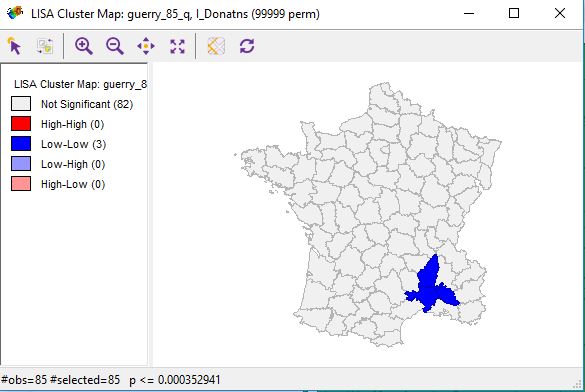 LISA Cluster Map: guerry_85_q, I_Donatns (99999 perm)
LISA Cluster Map: guerry_8
Not Significant (82)
High-High (0)
Low-Low (3)
Low-High (0)
High-Low (0)
#obs=85 #selected=85 p <= 0.000352941